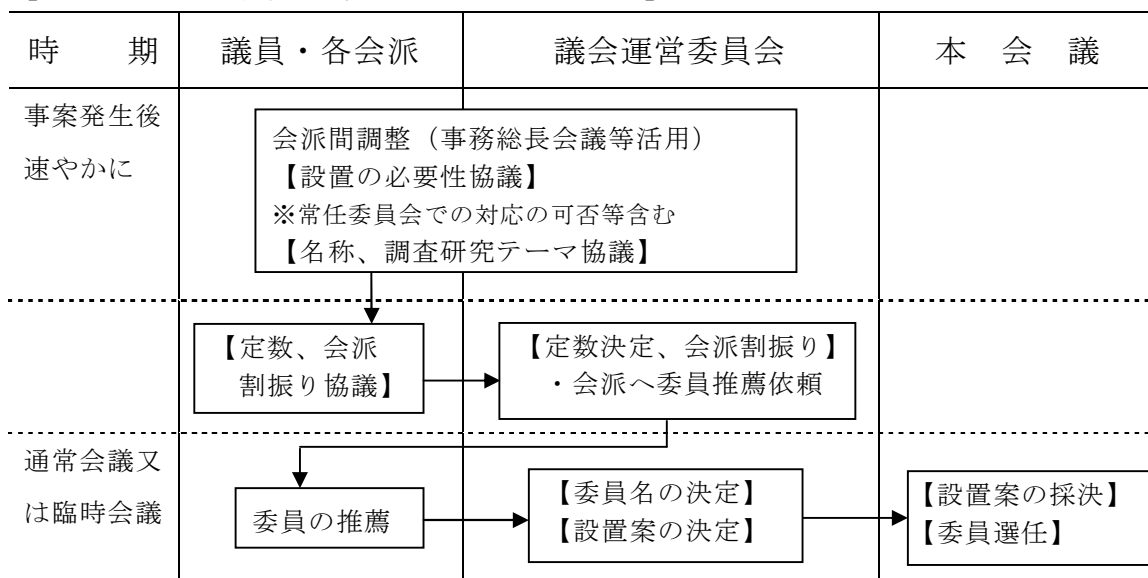 時　期
議員・各会派
議会運営委員会
本　会　議
事案発生後
速やかに
会派間調整（事務総長会議等活用）
【設置の必要性協議】
※常任委員会での対応の可否等含む
【名称、調査研究テーマ協議】
【定数、会派
割振り協議】
【定数決定、会派割振り】
・会派へ委員推薦依頼
通常会議又
は臨時会議
委員の推薦
【委員名の決定】
【設置案の決定】
【設置案の採決】
【委員選任】